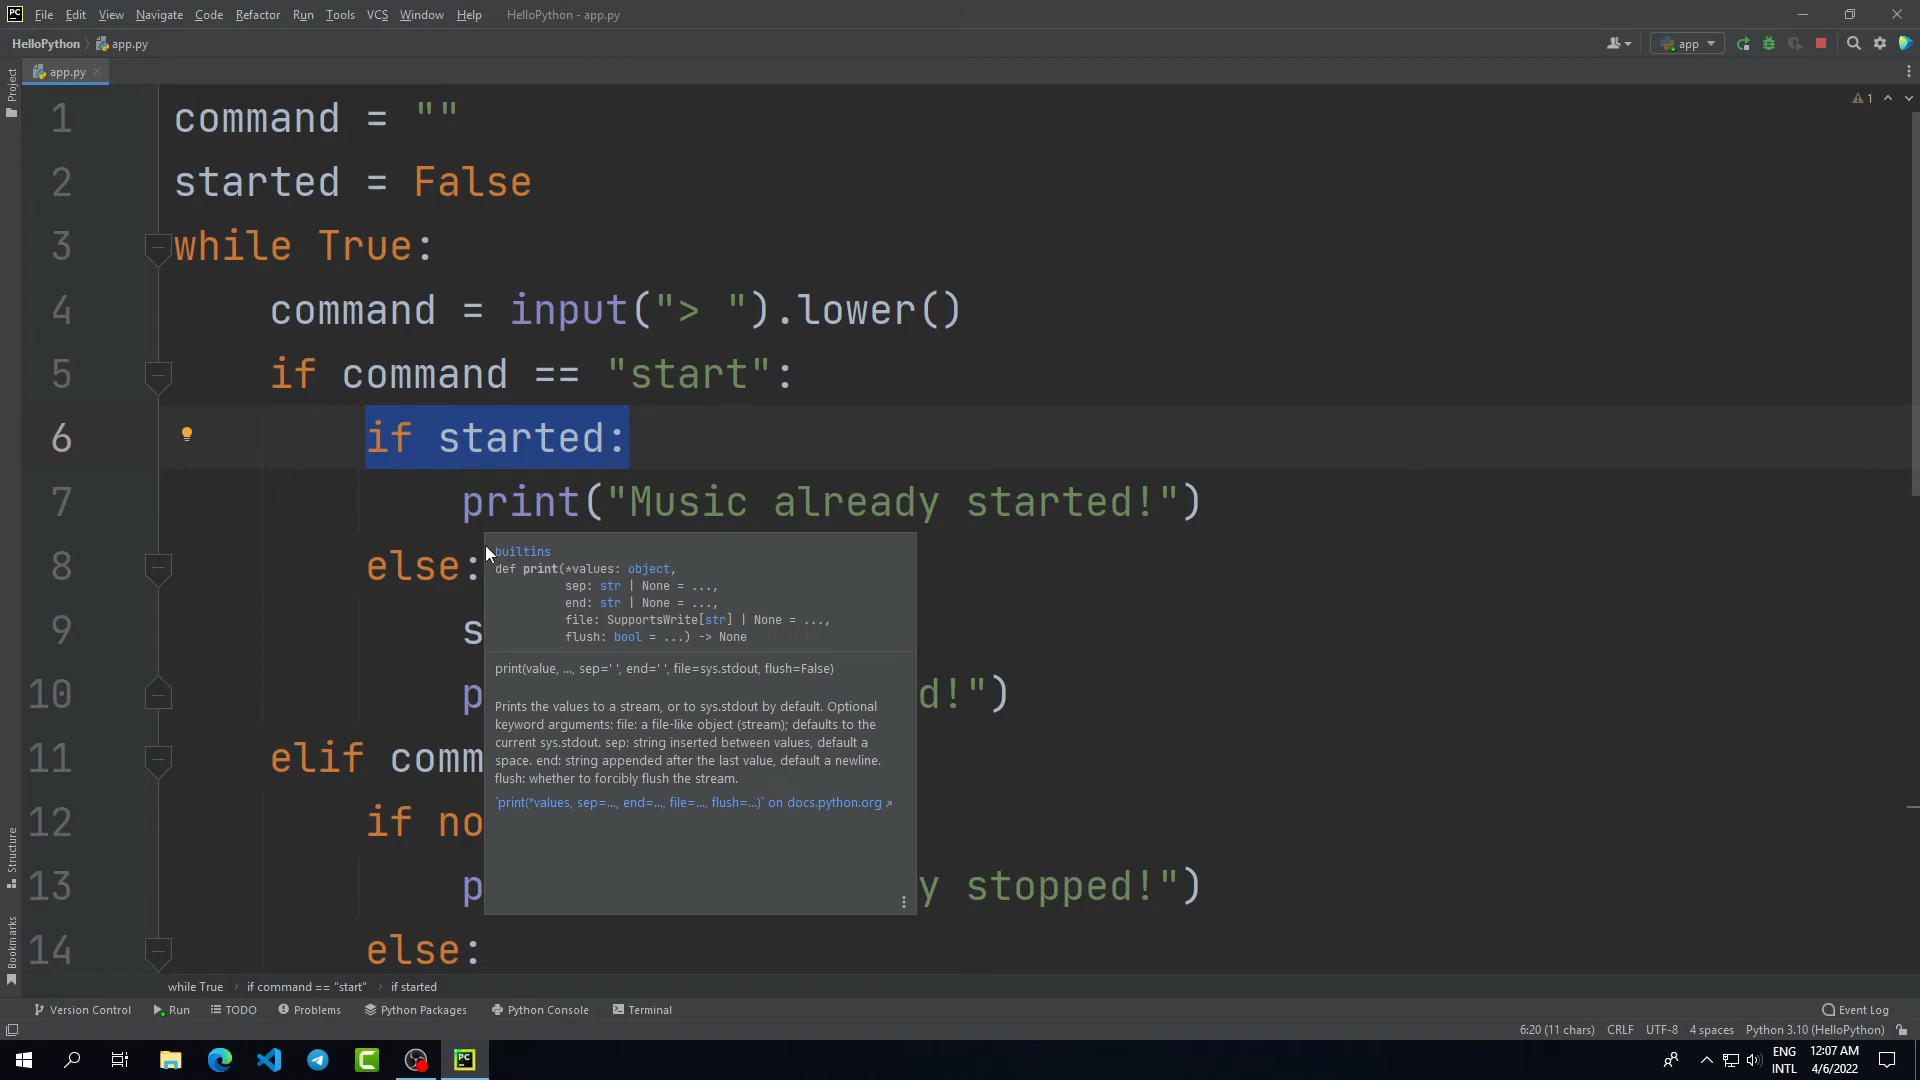 File Edit View Navigate Code Refactor Run Tools VCS Window Help HelloPython - app.py
HelloPython app.py
app
app.py
Project
1
1 command = ""
2 started = False
3 while True:
4 command = input("> ").lower()
5 if command == "start":
6 if started:
7 print("Music already started!")
8 else:
9 s
10 p d!")
11 elif comm
12 if no
13 p y stopped!")
14 else:
builtins
def print(*values: object,
sep: str | None = ...,
end: str | None = ...,
file: SupportsWrite[str] | None = ...,
flush: bool = ...) -> None
print(value, ..., sep=' ', end=' ', file=sys.stdout, flush=False)
Prints the values to a stream, or to sys.stdout by default. Optional
keyword arguments: file: a file-like object (stream); defaults to the
current sys.stdout. sep: string inserted between values, default a
space. end: string appended after the last value, default a newline.
flush: whether to forcibly flush the stream.
`print(*values, sep=..., end=..., file=..., flush=...)` on docs.python.org
Structure
Bookmarks
while True if command == "start" if started
Version Control Run TODO Problems Python Packages Python Console Terminal Event Log
6:20 (11 chars) CRLF UTF-8 4 spaces Python 3.10 (HelloPython)
ENG
INTL
12:07 AM
4/6/2022